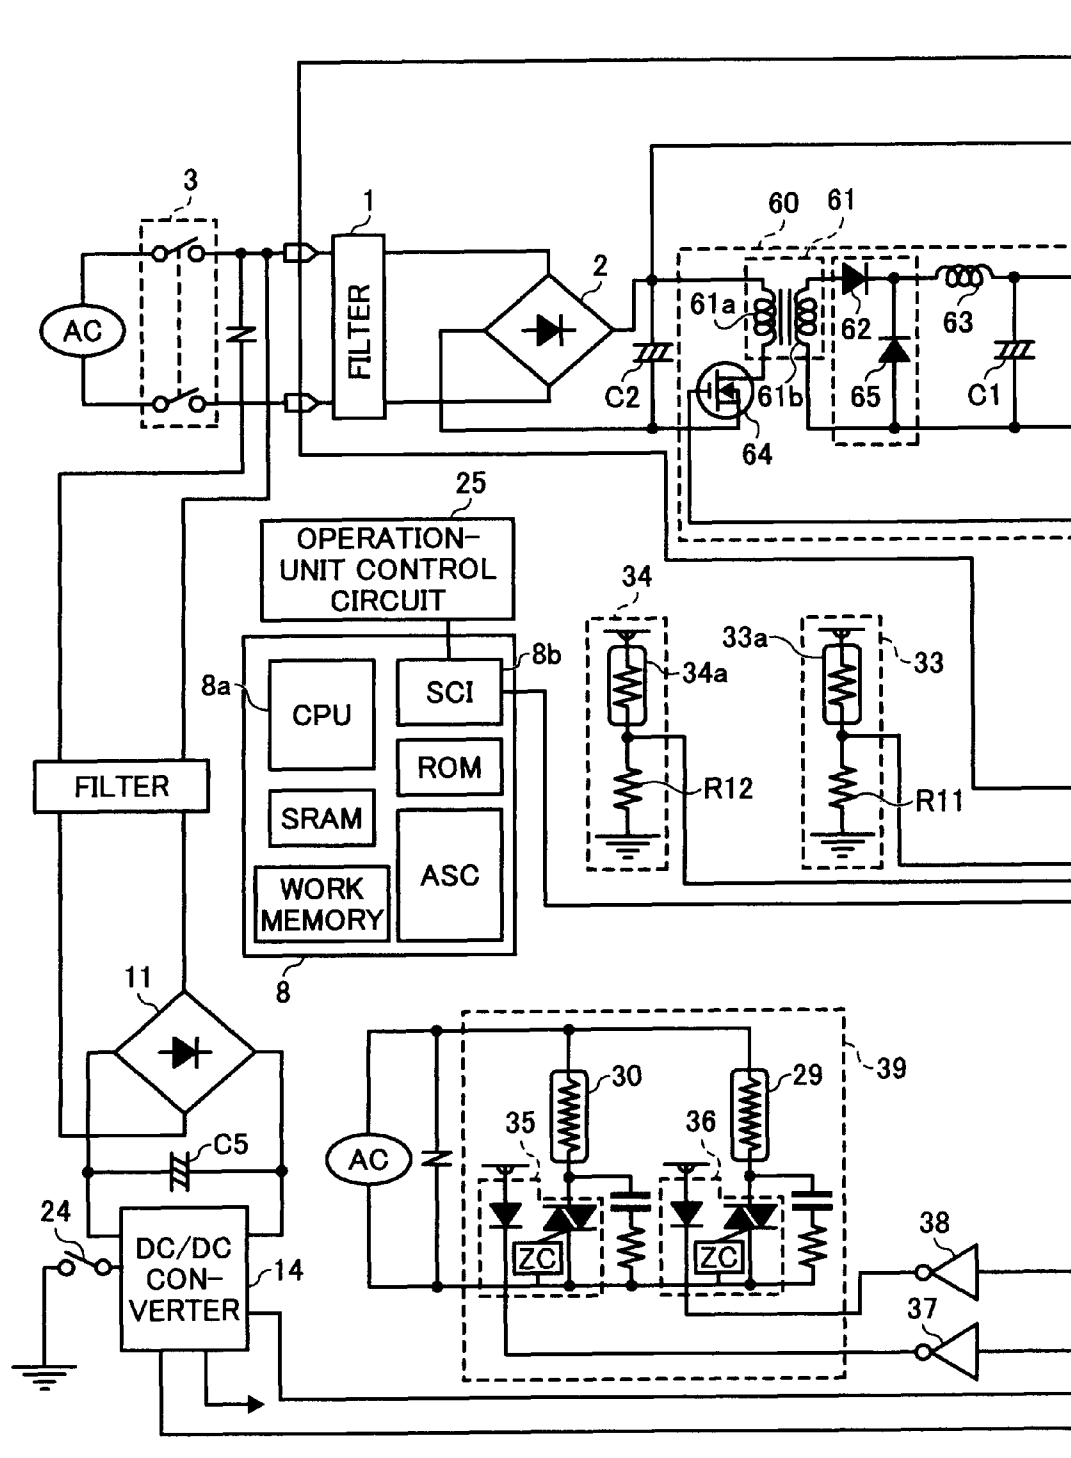 3
1
2
60
61
AC
FILTER
C2
61a
61b
62
63
64
65
C1
25
OPERATION-
UNIT CONTROL
CIRCUIT
8a
8b
CPU
SCI
ROM
SRAM
ASC
WORK
MEMORY
8
34
34a
R12
33a
33
R11
FILTER
11
C5
24
DC/DC
CON-
VERTER
14
AC
30
29
39
35
36
ZC
ZC
38
37